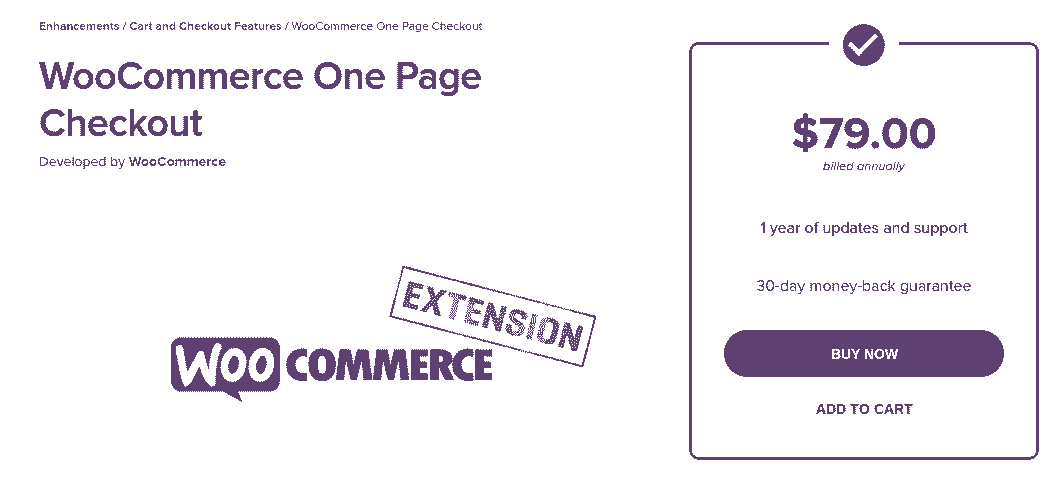 Enhancements / Cart and Checkout Features / WooCommerce One Page Checkout
WooCommerce One Page
Checkout
Developed by WooCommerce
EXTENSION
WOO COMMERCE
$79.00
billed annually
1 year of updates and support
30-day money-back guarantee
BUY NOW
ADD TO CART